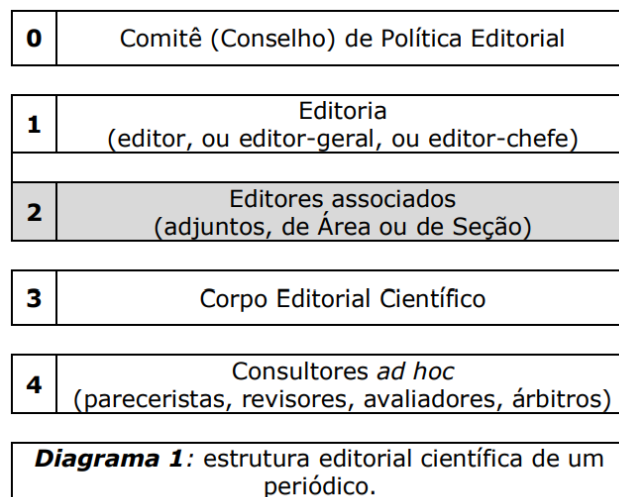 0 Comitê (Conselho) de Política Editorial
1 Editoria
(editor, ou editor-geral, ou editor-chefe)
2 Editores associados
(adjuntos, de Área ou de Seção)
3 Corpo Editorial Científico
4 Consultores ad hoc
(pareceristas, revisores, avaliadores, árbitros)
Diagrama 1: estrutura editorial científica de um
periódico.